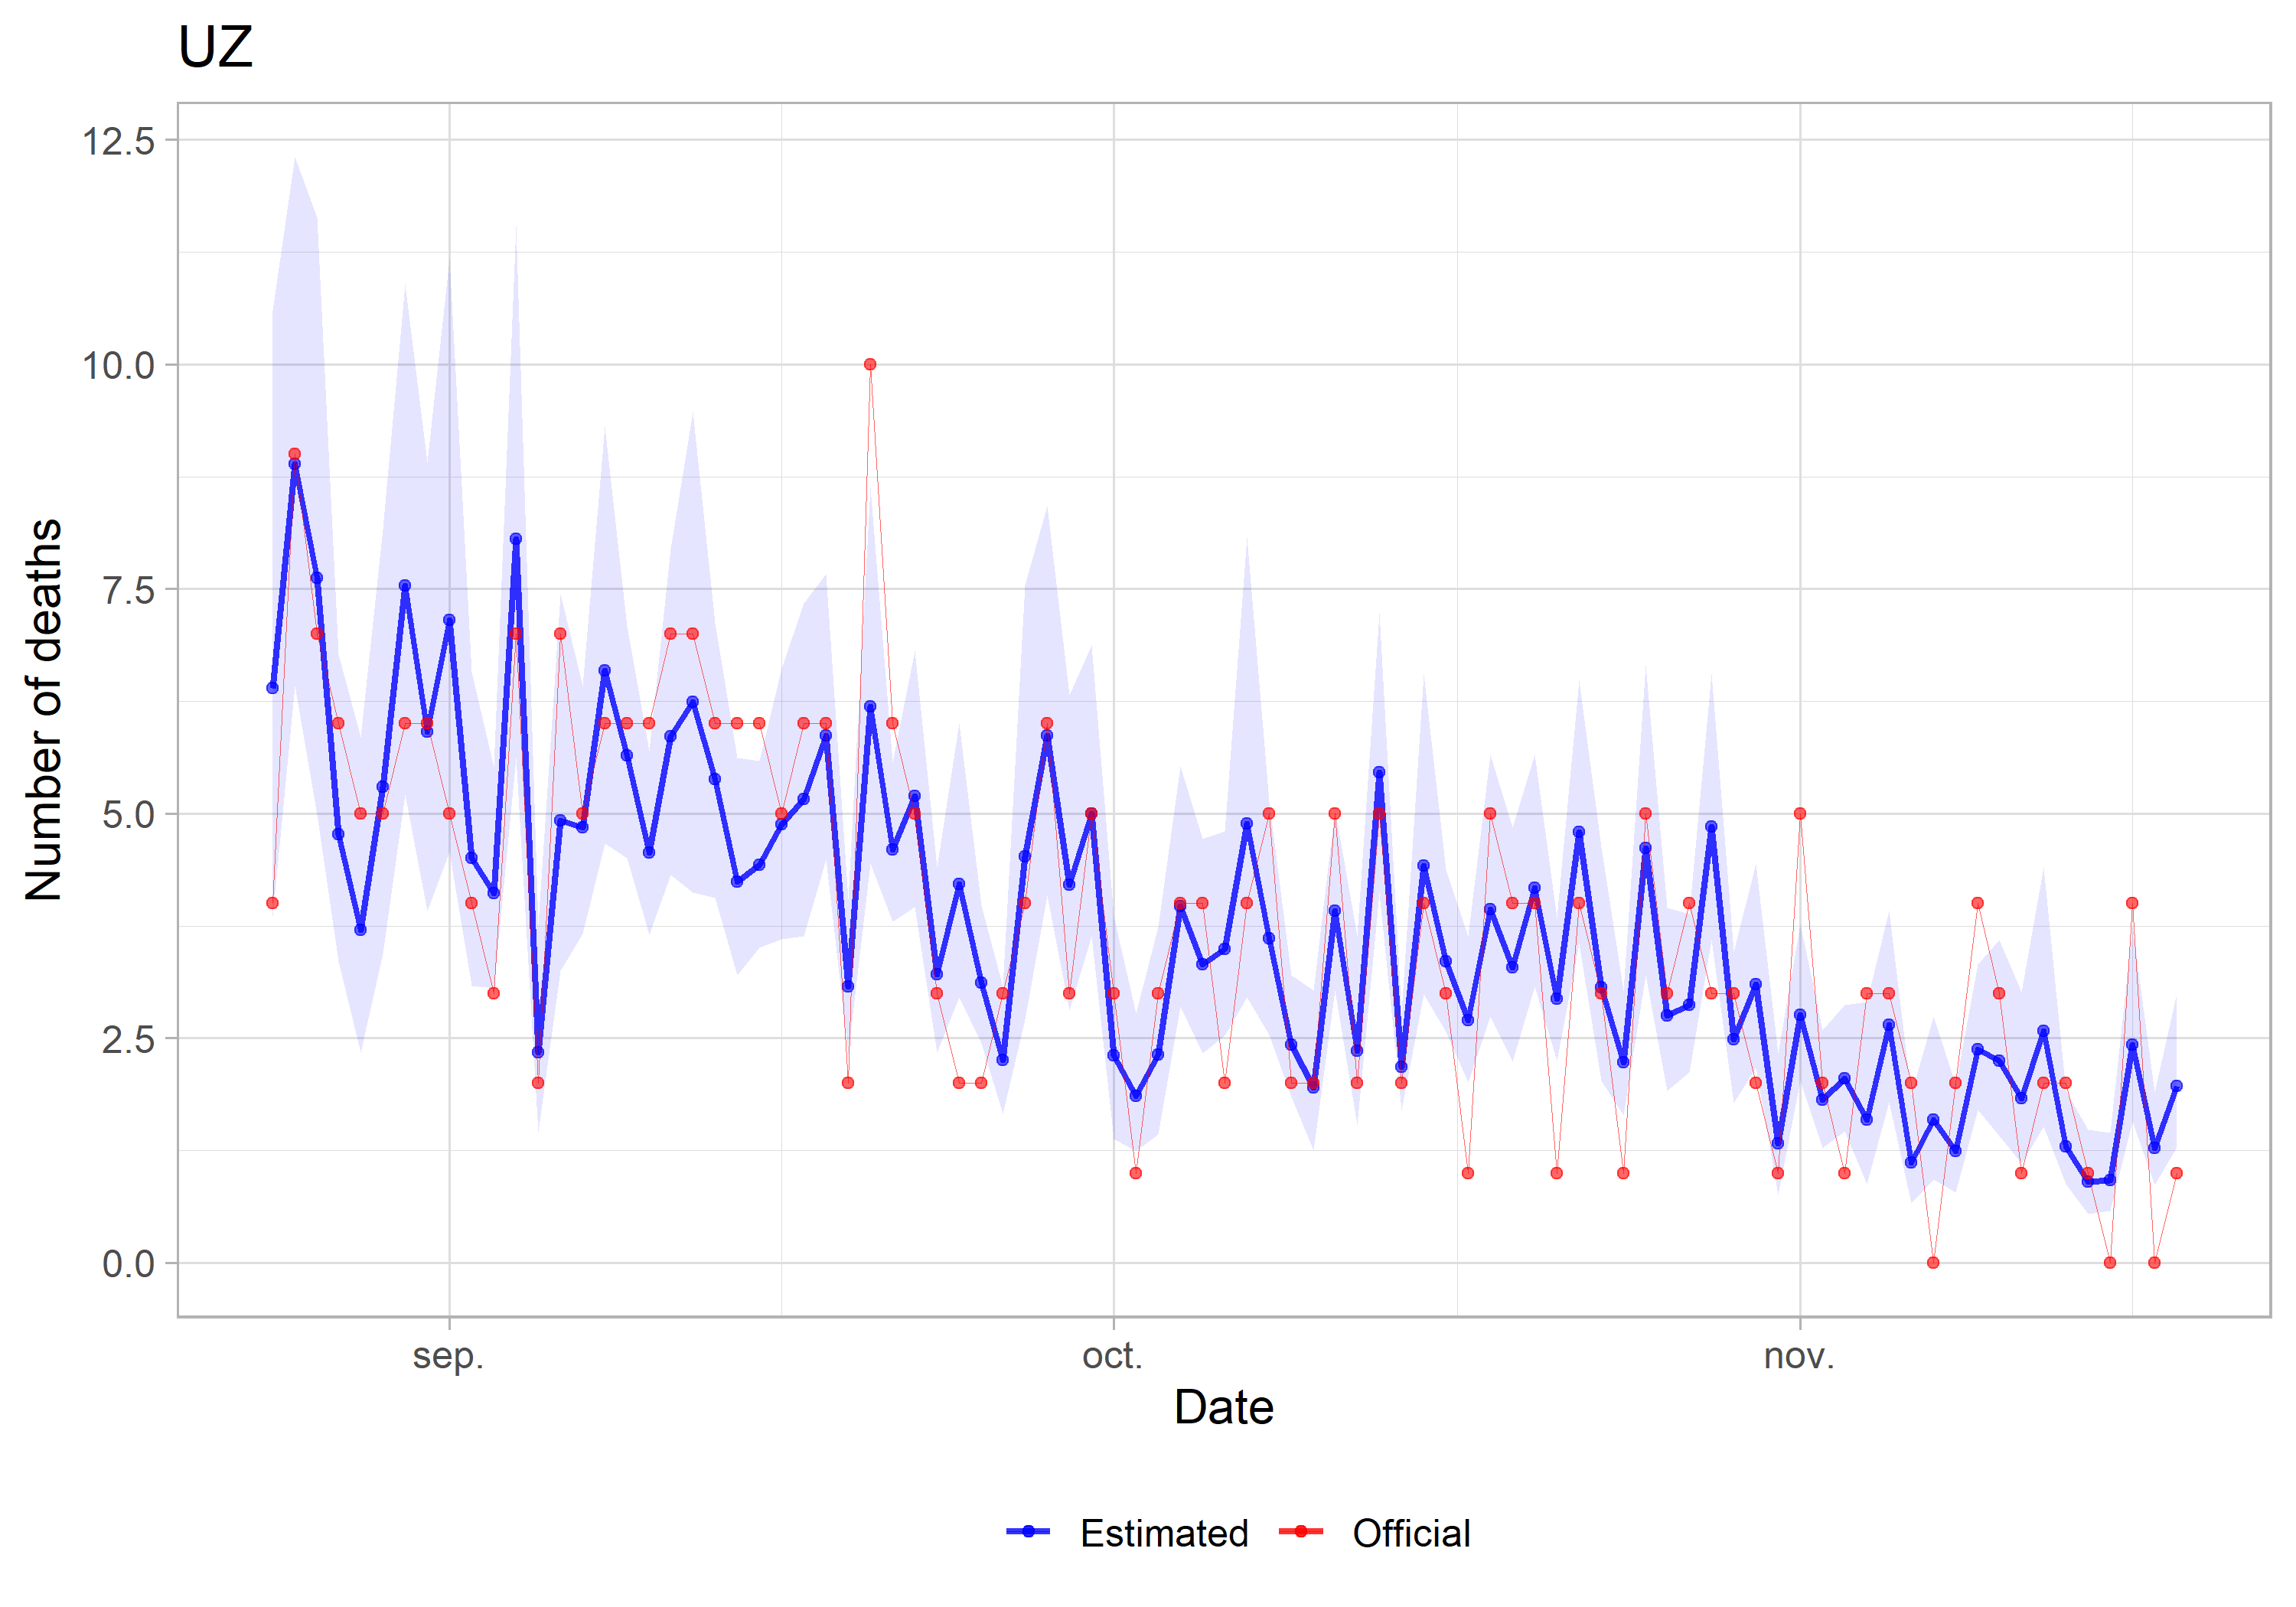 UZ
12.5
10.0
7.5
5.0
2.5
0.0
Number of deaths
sep. oct. nov.
Date
Estimated Official